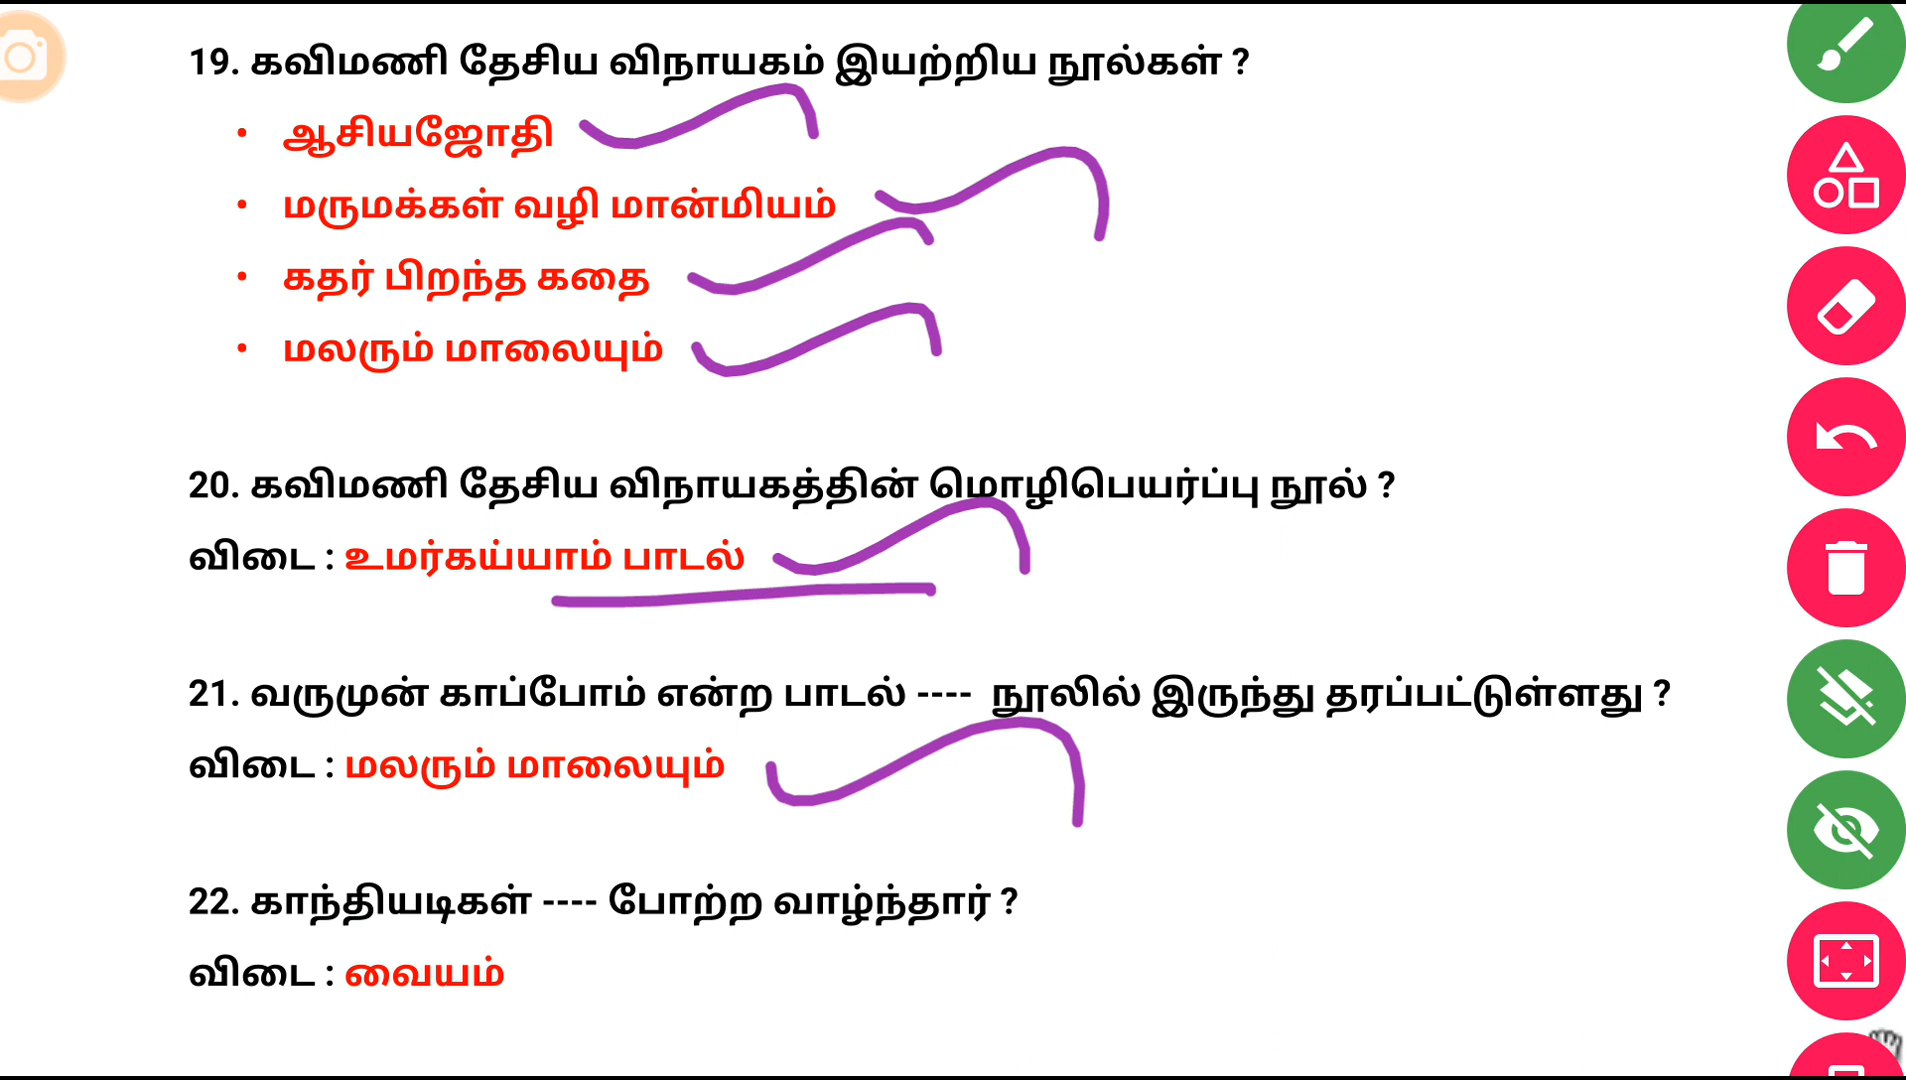 19. கவிமணி தேசிய விநாயகம் இயற்றிய நூல்கள் ?
• ஆசியஜோதி
• மருமக்கள் வழி மான்மியம்
• கதர் பிறந்த கதை
• மலரும் மாலையும்
20. கவிமணி தேசிய விநாயகத்தின் மொழிபெயர்ப்பு நூல் ?
விடை : உமர்கய்யாம் பாடல்
21. வருமுன் காப்போம் என்ற பாடல் ---- நூலில் இருந்து தரப்பட்டுள்ளது ?
விடை : மலரும் மாலையும்
22. காந்தியடிகள் ---- போற்ற வாழ்ந்தார் ?
விடை : வையம்